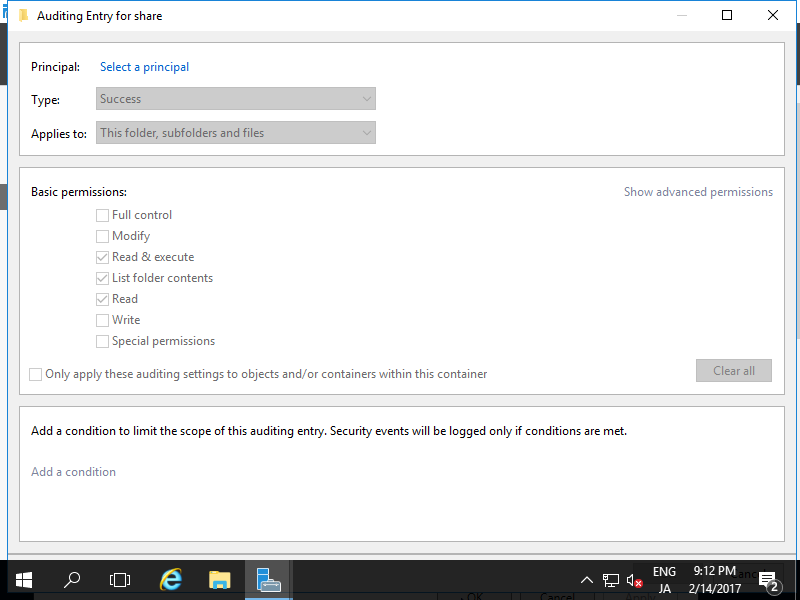 Auditing Entry for share
Principal: Select a principal
Type: Success
Applies to: This folder, subfolders and files
Basic permissions: Show advanced permissions
Full control
Modify
Read & execute
List folder contents
Read
Write
Special permissions
Only apply these auditing settings to objects and/or containers within this container
Clear all
Add a condition to limit the scope of this auditing entry. Security events will be logged only if conditions are met.
Add a condition
ENG 9:12 PM
JA 2/14/2017 2
OK Cancel Apply